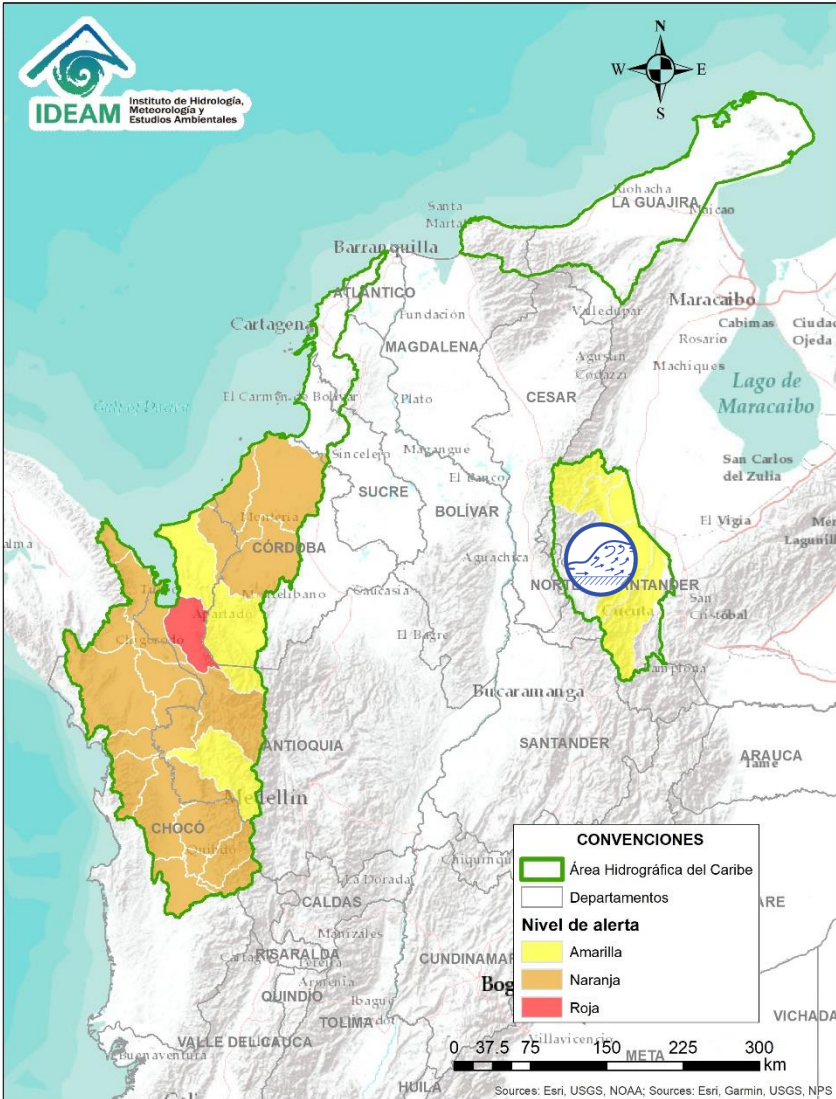 IDEAM
Instituto de Hidrología,
Meteorología y
Estudios Ambientales
N
W
E
S
Riohacha
LA GUAJIRA
Maicao
Santa
Marta
Barranquilla
ATLÁNTICO
Cartagena
Fundación
MAGDALENA
Valledupar
Maracaibo
Cabimas
Ciudad
Ojeda
Rosario
Machiques
Agustín
Codazzi
CESAR
Lago de
Maracaibo
El Carmen de Bolívar
Plato
Sincelejo
Magangue
San Carlos
del Zulia
SUCRE
El Banco
BOLÍVAR
El Vigía
Montería
CÓRDOBA
Aguachica
NORTE
SANTANDER
Cúcuta
San
Cristóbal
Montelibano
Caucasia
Apartadó
Chigorodó
El Bagre
Pamplona
Bucaramanga
ANTIOQUIA
SANTANDER
ARAUCA
Tame
Medellín
CHOCÓ
Quibdó
La Dorada
CALDAS
Manizales
RISARALDA
Pereira
Armenia
QUINDÍO
Ibagué
TOLIMA
VALLE DEL CAUCA
Buenaventura
HUILA
Villavicencio
META
VICHADA
CONVENCIONES
Área Hidrográfica del Caribe
Departamentos
Nivel de alerta
Amarilla
Naranja
Roja
0 37.5 75 150 225 300
km
Sources: Esri, USGS, NOAA; Sources: Esri, Garmin, USGS, NPS